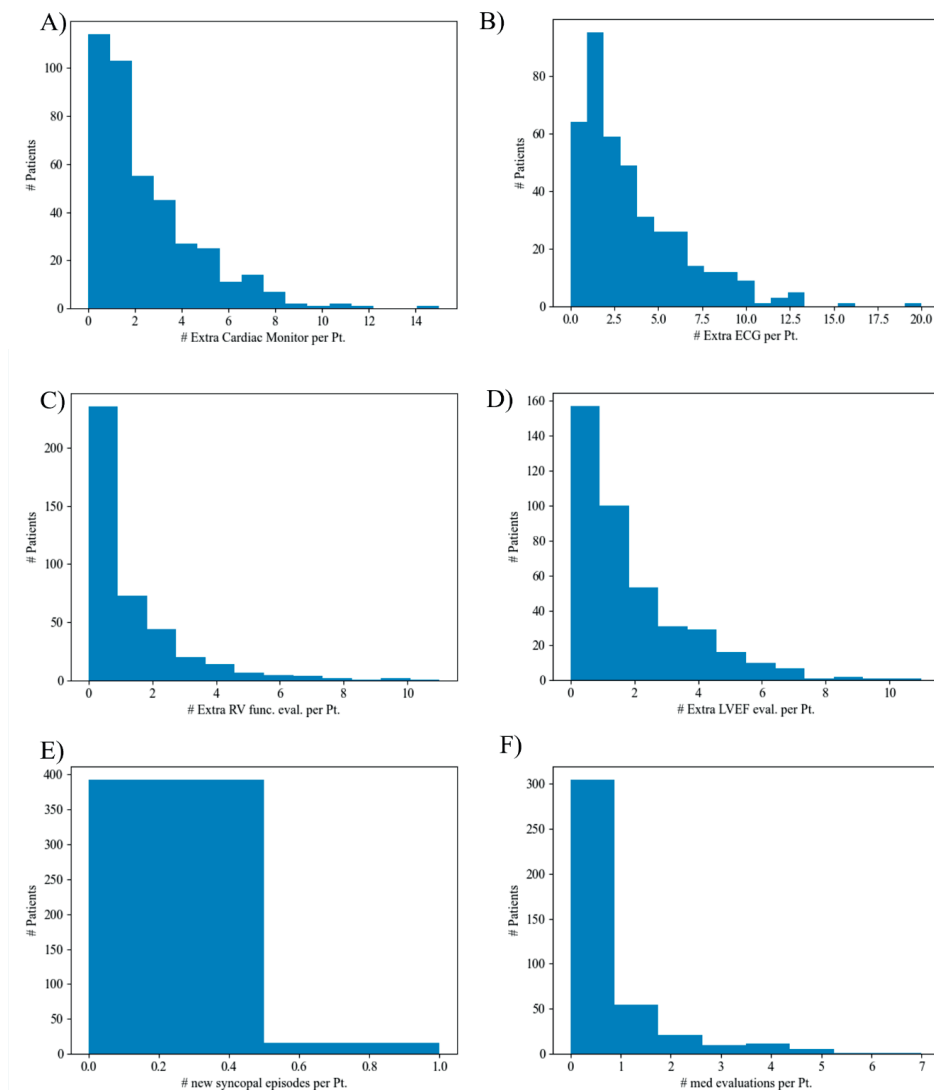 A)
100
80
60
40
20
0
# Patients
0 2 4 6 8 10 12 14
# Extra Cardiac Monitor per Pt.
B)
80
60
40
20
0
# Patients
0.0 2.5 5.0 7.5 10.0 12.5 15.0 17.5 20.0
# Extra ECG per Pt.
C)
200
150
100
50
0
# Patients
0 2 4 6 8 10
# Extra RV func. eval. per Pt.
D)
160
140
120
100
80
60
40
20
0
# Patients
0 2 4 6 8 10
# Extra LVEF eval. per Pt.
E)
400
350
300
250
200
150
100
50
0
# Patients
0.0 0.2 0.4 0.6 0.8 1.0
# new syncopal episodes per Pt.
F)
300
250
200
150
100
50
0
# Patients
0 1 2 3 4 5 6 7
# med evaluations per Pt.